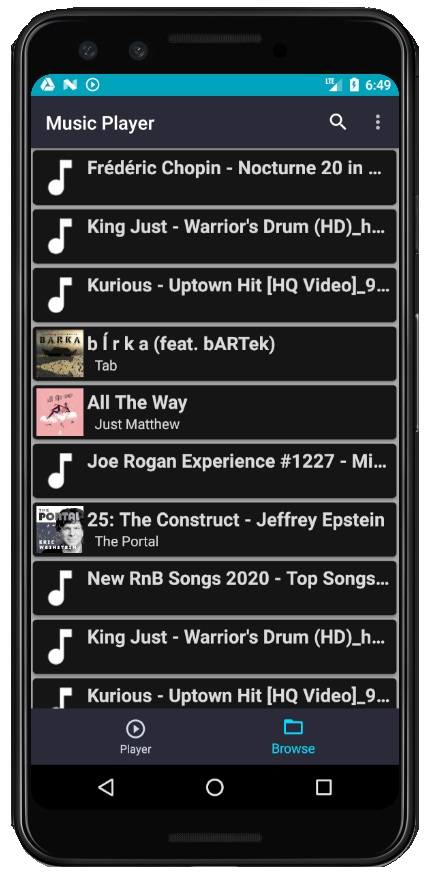 LTE 6:49
Music Player
Frédéric Chopin - Nocturne 20 in ...
King Just - Warrior's Drum (HD)_h...
Kurious - Uptown Hit [HQ Video]_9...
BARKA
b Í r k a (feat. bARTek)
Tab
All The Way
Just Matthew
Joe Rogan Experience #1227 - Mi...
THE
PORTAL
ERIC
WEINSTEIN
25: The Construct - Jeffrey Epstein
The Portal
New RnB Songs 2020 - Top Songs...
King Just - Warrior's Drum (HD)_h...
Kurious - Uptown Hit [HQ Video]_9...
Player
Browse